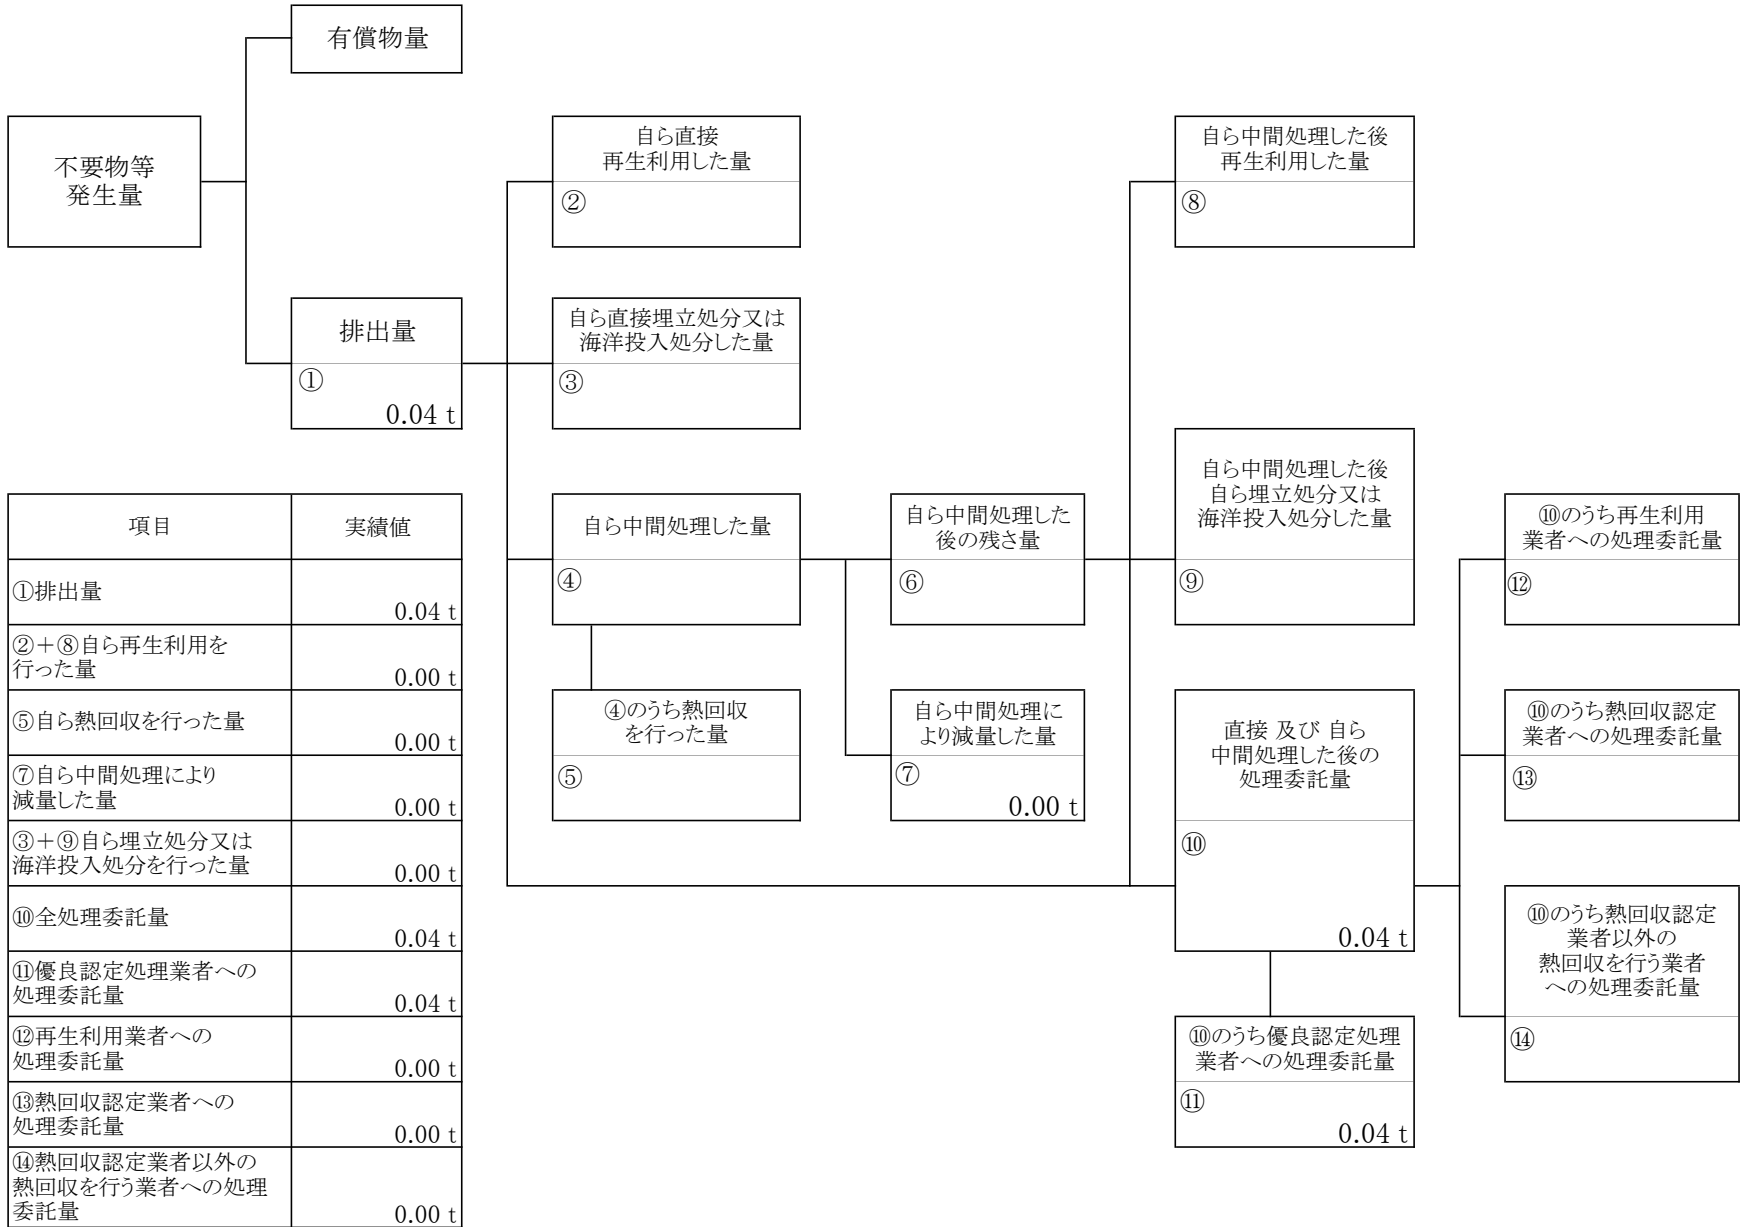 有償物量
不要物等
発生量
自ら直接
再生利用した量
②
自ら中間処理した後
再生利用した量
⑧
排出量
①
0.04 t
自ら直接埋立処分又は
海洋投入処分した量
③
自ら中間処理した量
④
自ら中間処理した
後の残さ量
⑥
自ら中間処理した後
自ら埋立処分又は
海洋投入処分した量
⑨
⑩のうち再生利用
業者への処理委託量
⑫
④のうち熱回収
を行った量
⑤
自ら中間処理に
より減量した量
⑦
0.00 t
直接 及び 自ら
中間処理した後の
処理委託量
⑩
0.04 t
⑩のうち熱回収認定
業者への処理委託量
⑬
⑩のうち熱回収認定
業者以外の
熱回収を行う業者
への処理委託量
⑭
⑩のうち優良認定処理
業者への処理委託量
⑪
0.04 t
項目 実績値
①排出量
0.04 t
②＋⑧自ら再生利用を
行った量
0.00 t
⑤自ら熱回収を行った量
0.00 t
⑦自ら中間処理により
減量した量
0.00 t
③＋⑨自ら埋立処分又は
海洋投入処分を行った量
0.00 t
⑩全処理委託量
0.04 t
⑪優良認定処理業者への
処理委託量
0.04 t
⑫再生利用業者への
処理委託量
0.00 t
⑬熱回収認定業者への
処理委託量
0.00 t
⑭熱回収認定業者以外の
熱回収を行う業者への処理
委託量
0.00 t